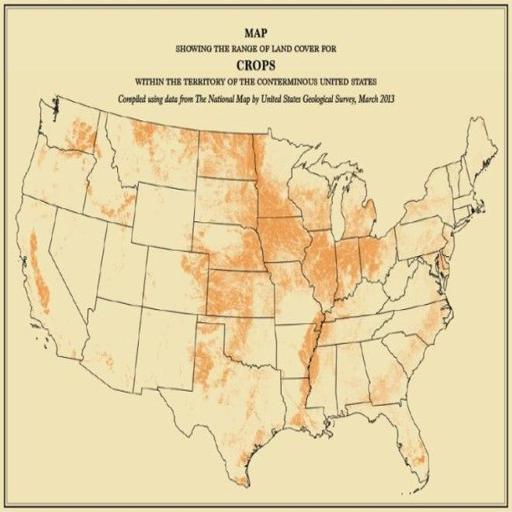 MAP
SHOWING THE RANGE OF LAND COVER FOR
CROPS
WITHIN THE TERRITORY OF THE CONTERMINOUS UNITED STATES
Compiled using data from The National Map by United States Geological Survey, March 2013